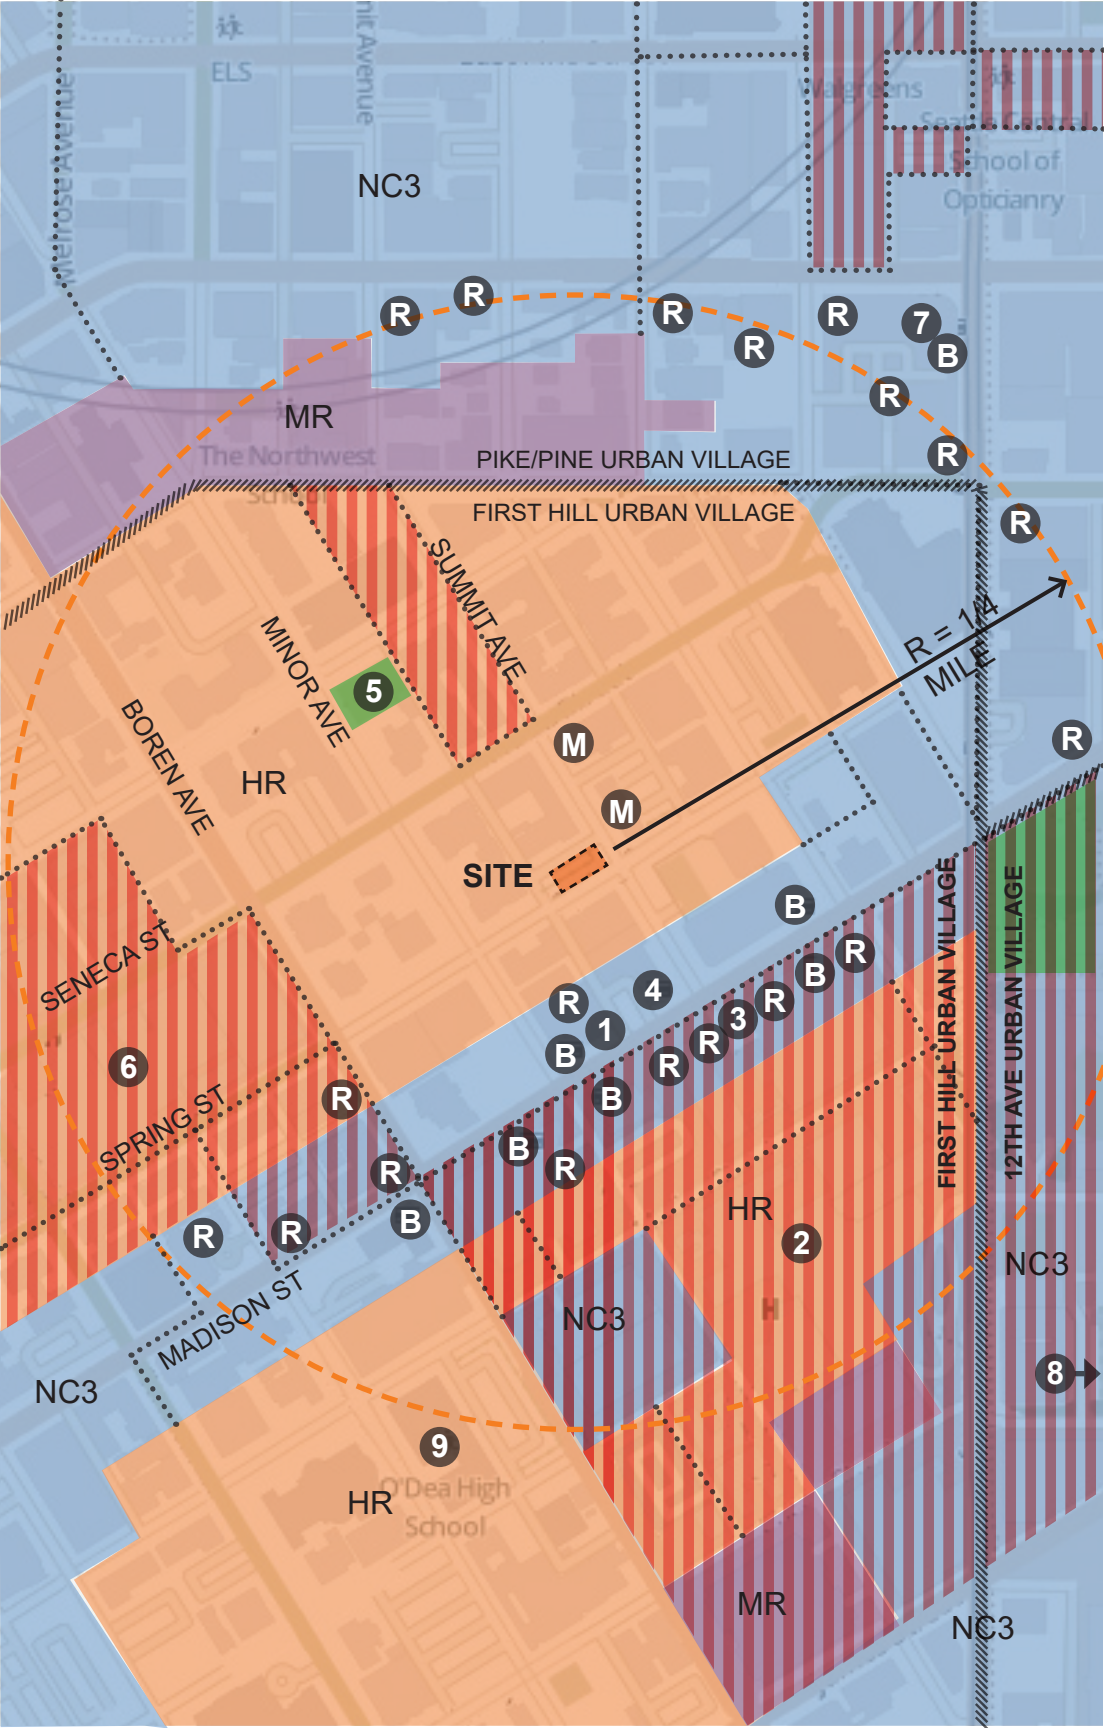 ELS
Melrose Avenue
mit Avenue
Walgreens
Seattle Central
School of
Opticianry
NC3
R
R
R
R
R
7
B
R
R
R
MR
The Northwest
School
PIKE/PINE URBAN VILLAGE
FIRST HILL URBAN VILLAGE
SUMMIT AVE
MINOR AVE
BOREN AVE
5
R = 1/4
MILE
R
M
M
HR
SITE
B
R
B
4
R
1
B
3
R
R
R
B
B
R
SENECA ST
6
SPRING ST
R
R
B
R
R
MADISON ST
FIRST HILL URBAN VILLAGE
12TH AVE URBAN VILLAGE
HR
2
H
NC3
NC3
8
NC3
9
O'Dea High
School
HR
MR
NC3